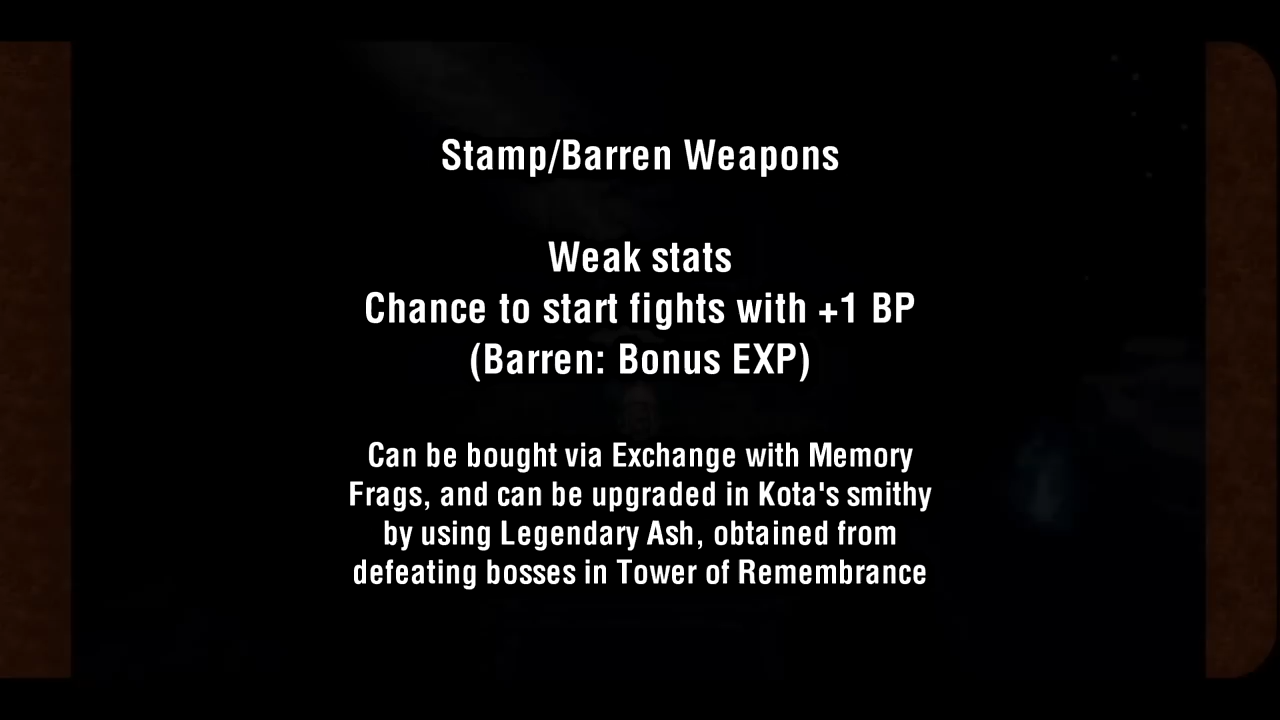 Stamp/Barren Weapons
Weak stats
Chance to start fights with +1 BP
(Barren: Bonus EXP)
Can be bought via Exchange with Memory
Frags, and can be upgraded in Kota's smithy
by using Legendary Ash, obtained from
defeating bosses in Tower of Remembrance